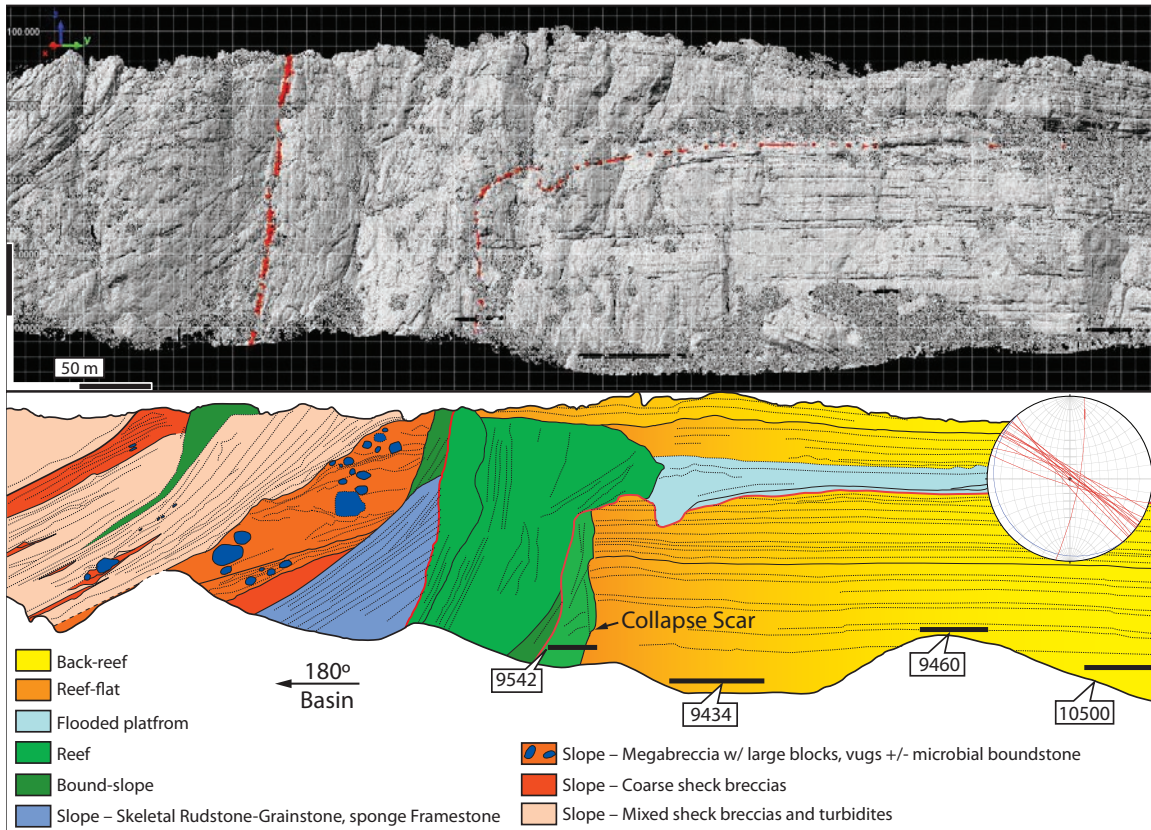 100 000
z
x
y
50 m
Collapse Scar
9542
9434
9460
10500
180º
Basin
Back-reef
Reef-flat
Flooded platfrom
Reef
Bound-slope
Slope – Skeletal Rudstone-Grainstone, sponge Framestone
Slope – Megabreccia w/ large blocks, vugs +/- microbial boundstone
Slope – Coarse sheck breccias
Slope – Mixed sheck breccias and turbidites